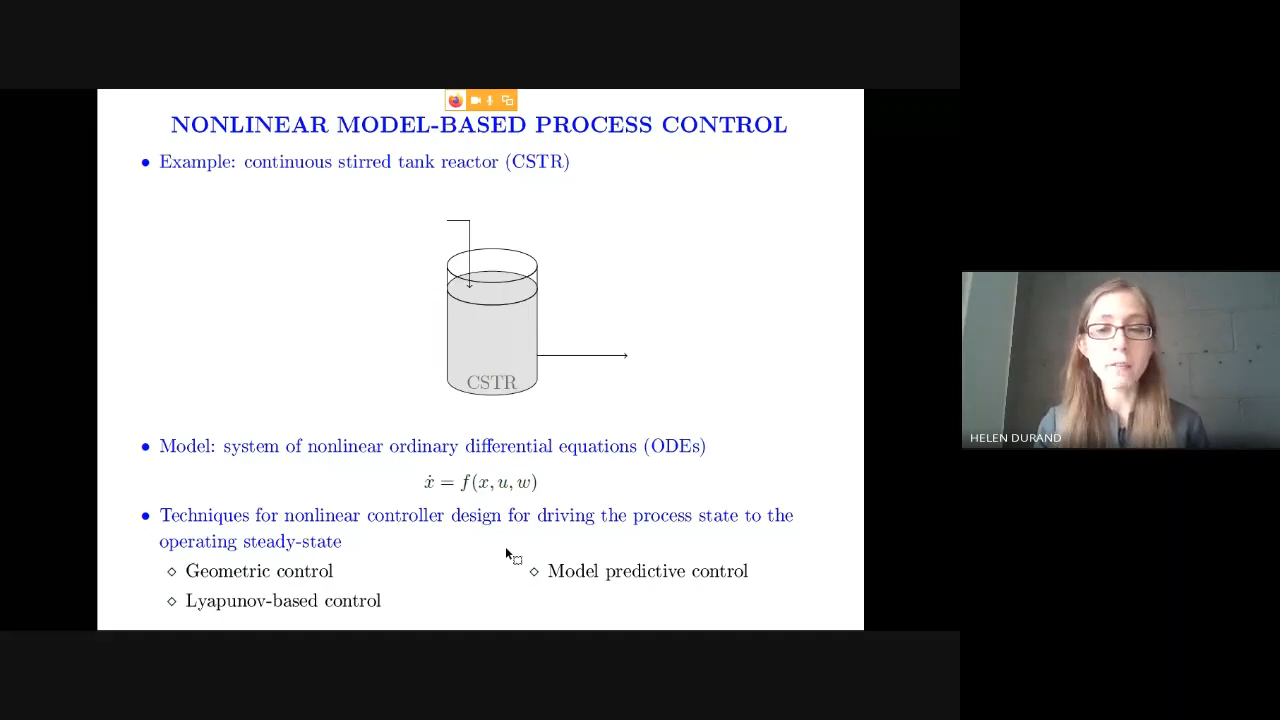 NONLINEAR MODEL-BASED PROCESS CONTROL
• Example: continuous stirred tank reactor (CSTR)
CSTR
• Model: system of nonlinear ordinary differential equations (ODEs)
ẋ = f(x, u, w)
• Techniques for nonlinear controller design for driving the process state to the
operating steady-state
⋄ Geometric control
⋄ Model predictive control
⋄ Lyapunov-based control
HELEN DURAND